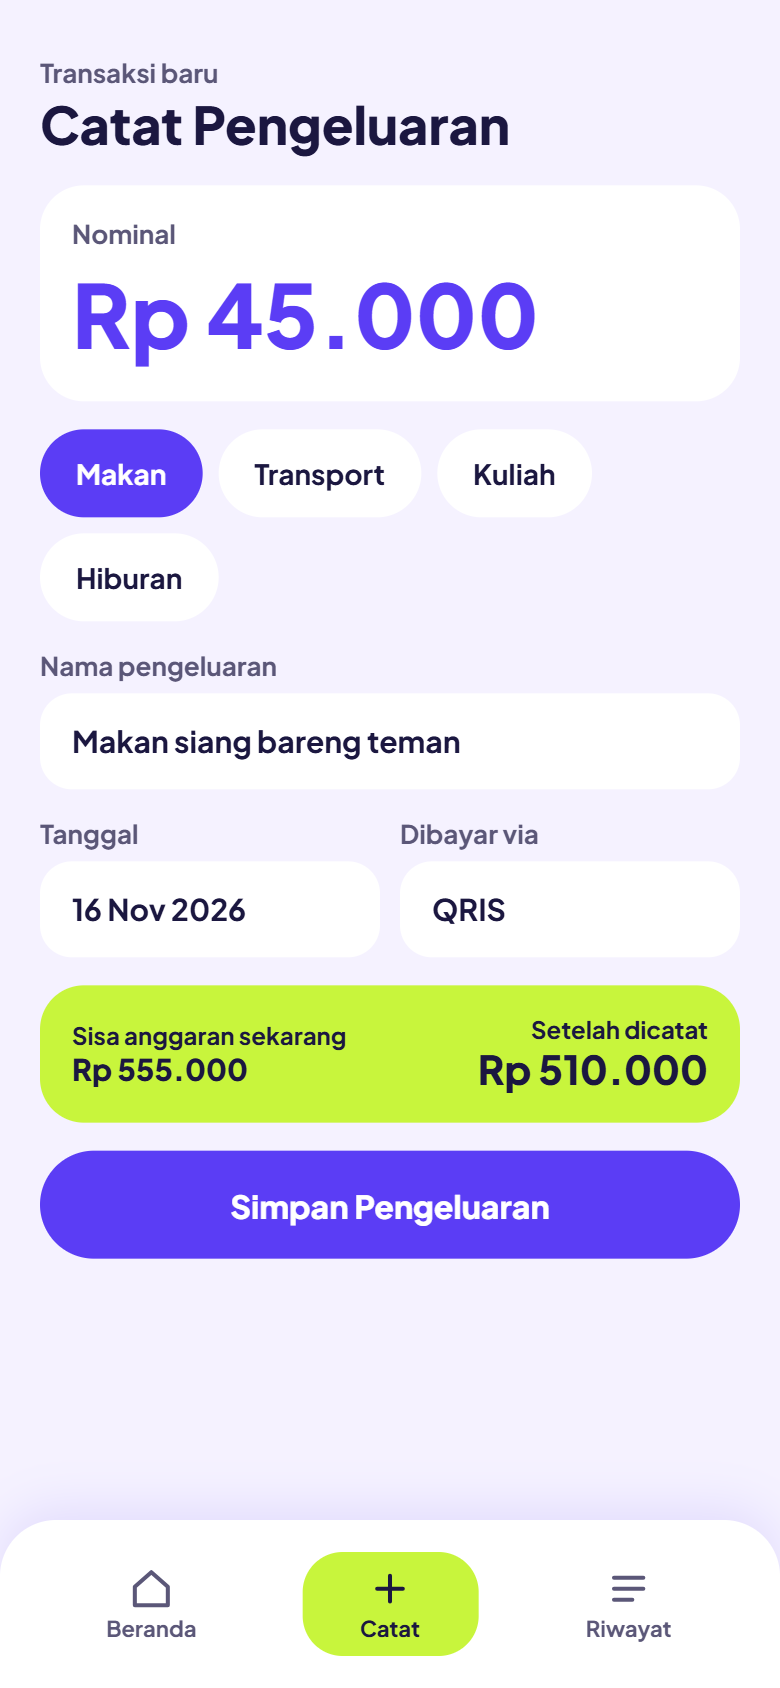 Transaksi baru
Catat Pengeluaran
Nominal
Rp 45.000
Makan
Transport
Kuliah
Hiburan
Nama pengeluaran
Makan siang bareng teman
Tanggal
Dibayar via
16 Nov 2026
QRIS
Sisa anggaran sekarang
Rp 555.000
Setelah dicatat
Rp 510.000
Simpan Pengeluaran
Beranda
Catat
Riwayat